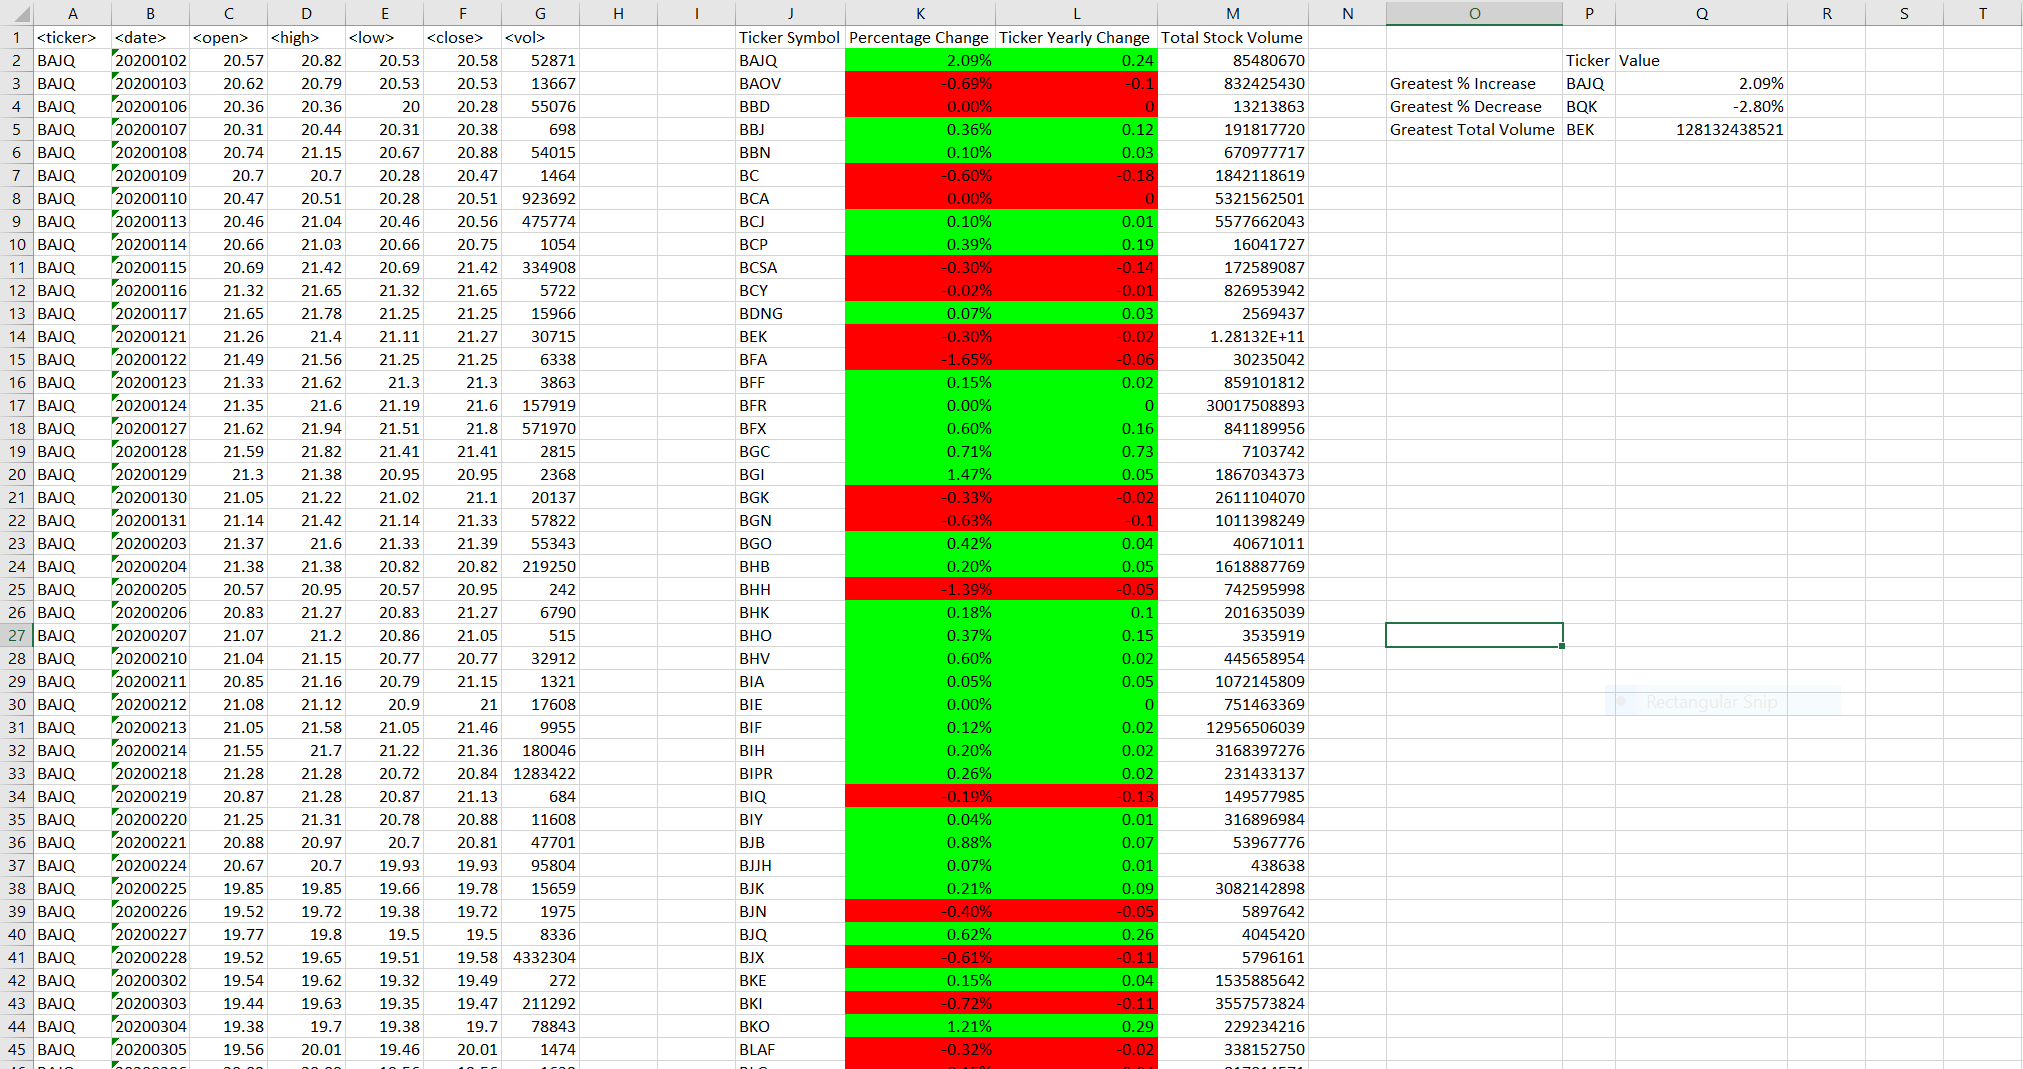 A B C D E F G H I J K L M N O P Q R S T
1 <ticker> <date> <open> <high> <low> <close> <vol> Ticker Symbol Percentage Change Ticker Yearly Change Total Stock Volume
2 BAJQ 20200102 20.57 20.82 20.53 20.58 52871 BAJQ 2.09% 0.24 85480670 Ticker Value
3 BAJQ 20200103 20.62 20.79 20.53 20.53 13667 BAOV -0.69% -0.1 832425430 Greatest % Increase BAJQ 2.09%
4 BAJQ 20200106 20.36 20.36 20 20.28 55076 BBD 0.00% 0 13213863 Greatest % Decrease BQK -2.80%
5 BAJQ 20200107 20.31 20.44 20.31 20.38 698 BBJ 0.36% 0.12 191817720 Greatest Total Volume BEK 128132438521
6 BAJQ 20200108 20.74 21.15 20.67 20.88 54015 BBN 0.10% 0.03 670977717
7 BAJQ 20200109 20.7 20.7 20.28 20.47 1464 BC -0.60% -0.18 1842118619
8 BAJQ 20200110 20.47 20.51 20.28 20.51 923692 BCA 0.00% 0 5321562501
9 BAJQ 20200113 20.46 21.04 20.46 20.56 475774 BCJ 0.10% 0.01 5577662043
10 BAJQ 20200114 20.66 21.03 20.66 20.75 1054 BCP 0.39% 0.19 16041727
11 BAJQ 20200115 20.69 21.42 20.69 21.42 334908 BCSA -0.30% -0.14 172589087
12 BAJQ 20200116 21.32 21.65 21.32 21.65 5722 BCY -0.02% -0.01 826953942
13 BAJQ 20200117 21.65 21.78 21.25 21.25 15966 BDNG 0.07% 0.03 2569437
14 BAJQ 20200121 21.26 21.4 21.11 21.27 30715 BEK -0.30% -0.02 1.28132E+11
15 BAJQ 20200122 21.49 21.56 21.25 21.25 6338 BFA -1.65% -0.06 30235042
16 BAJQ 20200123 21.33 21.62 21.3 21.3 3863 BFF 0.15% 0.02 859101812
17 BAJQ 20200124 21.35 21.6 21.19 21.6 157919 BFR 0.00% 0 30017508893
18 BAJQ 20200127 21.62 21.94 21.51 21.8 571970 BFX 0.60% 0.16 841189956
19 BAJQ 20200128 21.59 21.82 21.41 21.41 2815 BGC 0.71% 0.73 7103742
20 BAJQ 20200129 21.3 21.38 20.95 20.95 2368 BGI 1.47% 0.05 1867034373
21 BAJQ 20200130 21.05 21.22 21.02 21.1 20137 BGK -0.33% -0.02 2611104070
22 BAJQ 20200131 21.14 21.42 21.14 21.33 57822 BGN -0.63% -0.1 1011398249
23 BAJQ 20200203 21.37 21.6 21.33 21.39 55343 BGO 0.42% 0.04 40671011
24 BAJQ 20200204 21.38 21.38 20.82 20.82 219250 BHB 0.20% 0.05 1618887769
25 BAJQ 20200205 20.57 20.95 20.57 20.95 242 BHH -1.39% -0.05 742595998
26 BAJQ 20200206 20.83 21.27 20.83 21.27 6790 BHK 0.18% 0.1 201635039
27 BAJQ 20200207 21.07 21.2 20.86 21.05 515 BHO 0.37% 0.15 3535919
28 BAJQ 20200210 21.04 21.15 20.77 20.77 32912 BHV 0.60% 0.02 445658954
29 BAJQ 20200211 20.85 21.16 20.79 21.15 1321 BIA 0.05% 0.05 1072145809
Rectangular Snip
30 BAJQ 20200212 21.08 21.12 20.9 21 17608 BIE 0.00% 0 751463369
31 BAJQ 20200213 21.05 21.58 21.05 21.46 9955 BIF 0.12% 0.02 12956506039
32 BAJQ 20200214 21.55 21.7 21.22 21.36 180046 BIH 0.20% 0.02 3168397276
33 BAJQ 20200218 21.28 21.28 20.72 20.84 1283422 BIPR 0.26% 0.02 231433137
34 BAJQ 20200219 20.87 21.28 20.87 21.13 684 BIQ -0.19% -0.13 149577985
35 BAJQ 20200220 21.25 21.31 20.78 20.88 11608 BIY 0.04% 0.01 316896984
36 BAJQ 20200221 20.88 20.97 20.7 20.81 47701 BJB 0.88% 0.07 53967776
37 BAJQ 20200224 20.67 20.7 19.93 19.93 95804 BJJH 0.07% 0.01 438638
38 BAJQ 20200225 19.85 19.85 19.66 19.78 15659 BJK 0.21% 0.09 3082142898
39 BAJQ 20200226 19.52 19.72 19.38 19.72 1975 BJN -0.40% -0.05 5897642
40 BAJQ 20200227 19.77 19.8 19.5 19.5 8336 BJQ 0.62% 0.26 4045420
41 BAJQ 20200228 19.52 19.65 19.51 19.58 4332304 BJX -0.61% -0.11 5796161
42 BAJQ 20200302 19.54 19.62 19.32 19.49 272 BKE 0.15% 0.04 1535885642
43 BAJQ 20200303 19.44 19.63 19.35 19.47 211292 BKI -0.72% -0.11 3557573824
44 BAJQ 20200304 19.38 19.7 19.38 19.7 78843 BKO 1.21% 0.29 229234216
45 BAJQ 20200305 19.56 20.01 19.46 20.01 1474 BLAF -0.32% -0.02 338152750